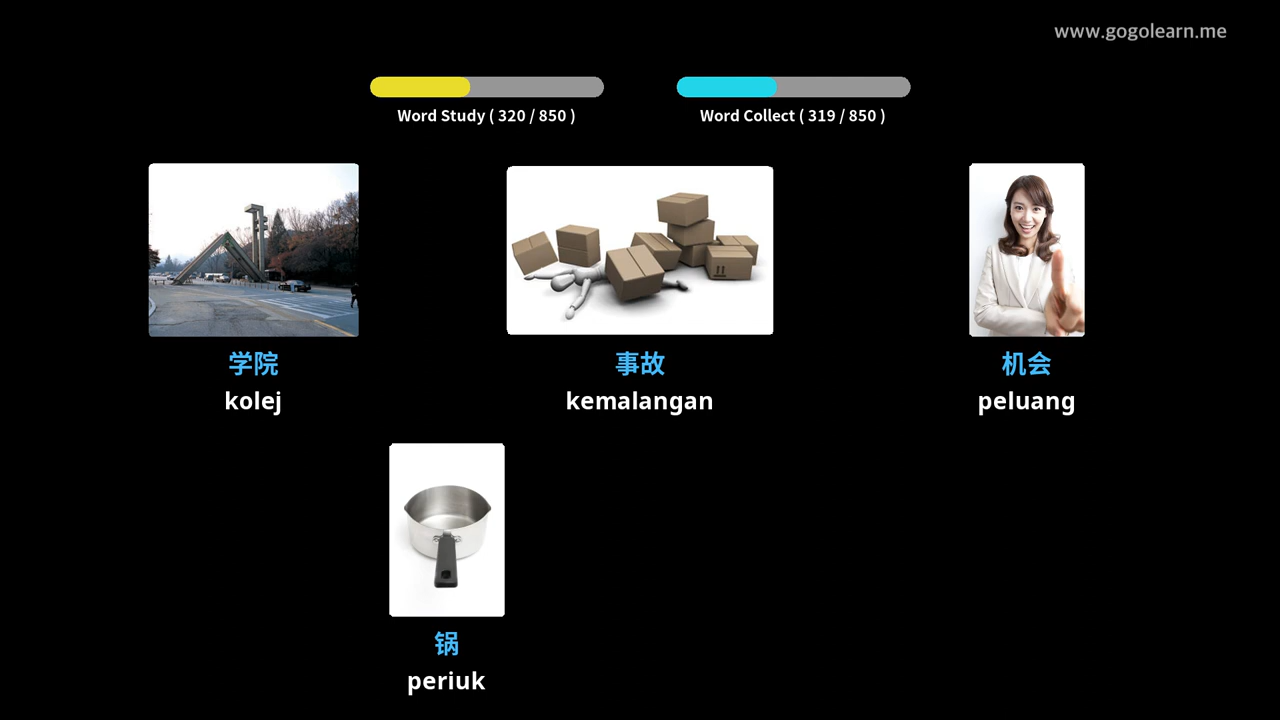 www.gogolearn.me
Word Study ( 320 / 850 )
Word Collect ( 319 / 850 )
学院
kolej
事故
kemalangan
机会
peluang
锅
periuk